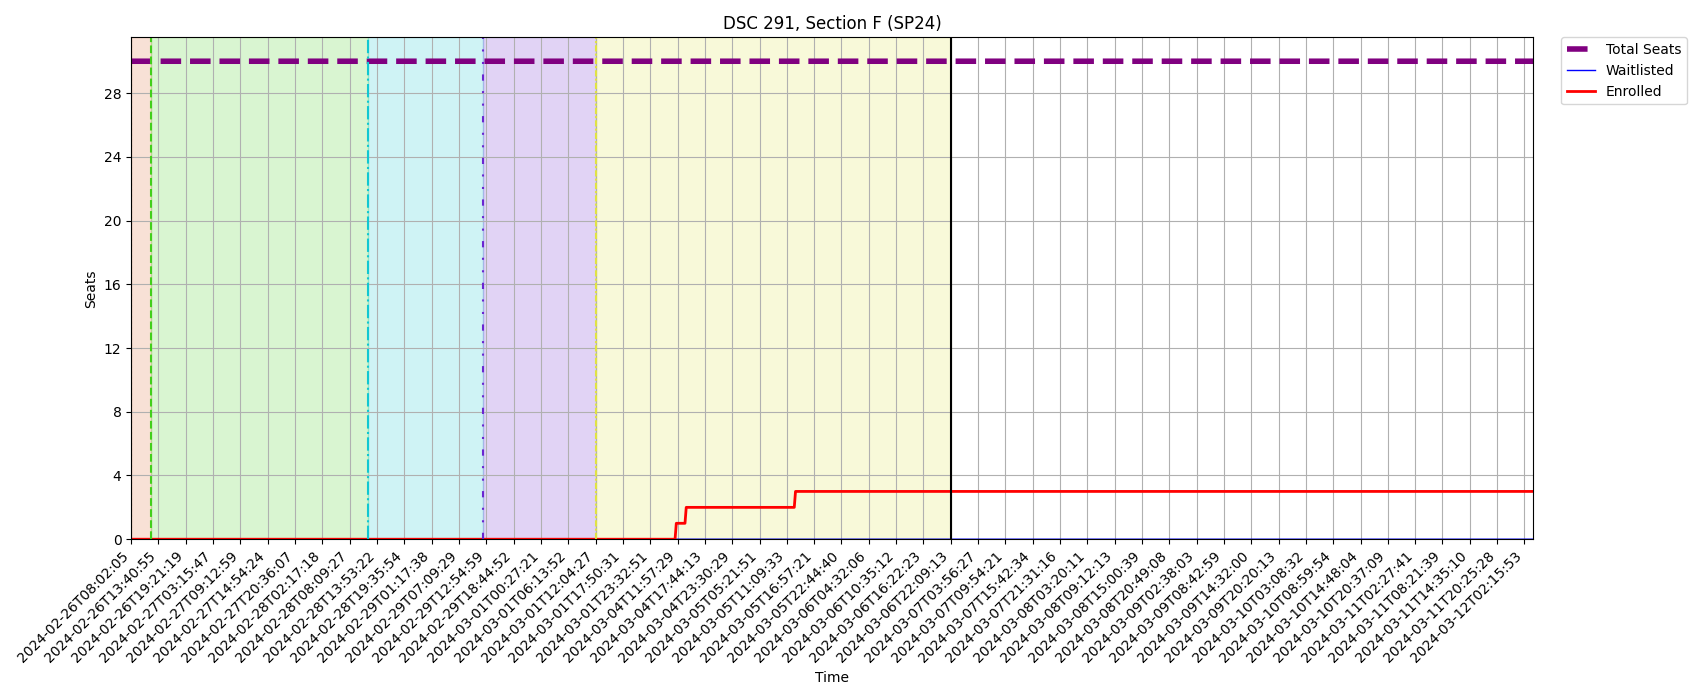 DSC 291, Section F (SP24)
Total Seats
Waitlisted
Enrolled
Seats
28
24
20
16
12
8
4
0
2024-02-26T08:02:05
2024-02-26T13:40:55
2024-02-26T19:21:19
2024-02-27T03:15:47
2024-02-27T09:12:59
2024-02-27T14:54:24
2024-02-27T20:36:07
2024-02-28T02:17:18
2024-02-28T08:09:27
2024-02-28T13:53:22
2024-02-28T19:35:54
2024-02-29T01:17:38
2024-02-29T07:09:29
2024-02-29T12:54:59
2024-02-29T18:44:52
2024-03-01T00:27:21
2024-03-01T06:13:52
2024-03-01T12:04:27
2024-03-01T17:50:31
2024-03-01T23:32:51
2024-03-04T11:57:29
2024-03-04T17:44:13
2024-03-04T23:30:29
2024-03-05T05:21:51
2024-03-05T11:09:33
2024-03-05T16:57:21
2024-03-05T22:44:40
2024-03-06T04:32:06
2024-03-06T10:35:12
2024-03-06T16:22:23
2024-03-06T22:09:13
2024-03-07T03:56:27
2024-03-07T09:54:21
2024-03-07T15:42:34
2024-03-07T21:31:16
2024-03-08T03:20:11
2024-03-08T09:12:13
2024-03-08T15:00:39
2024-03-08T20:49:08
2024-03-09T02:38:03
2024-03-09T08:42:59
2024-03-09T14:32:00
2024-03-09T20:20:13
2024-03-10T03:08:32
2024-03-10T08:59:54
2024-03-10T14:48:04
2024-03-10T20:37:09
2024-03-11T02:27:41
2024-03-11T08:21:39
2024-03-11T14:35:10
2024-03-11T20:25:28
2024-03-12T02:15:53
Time